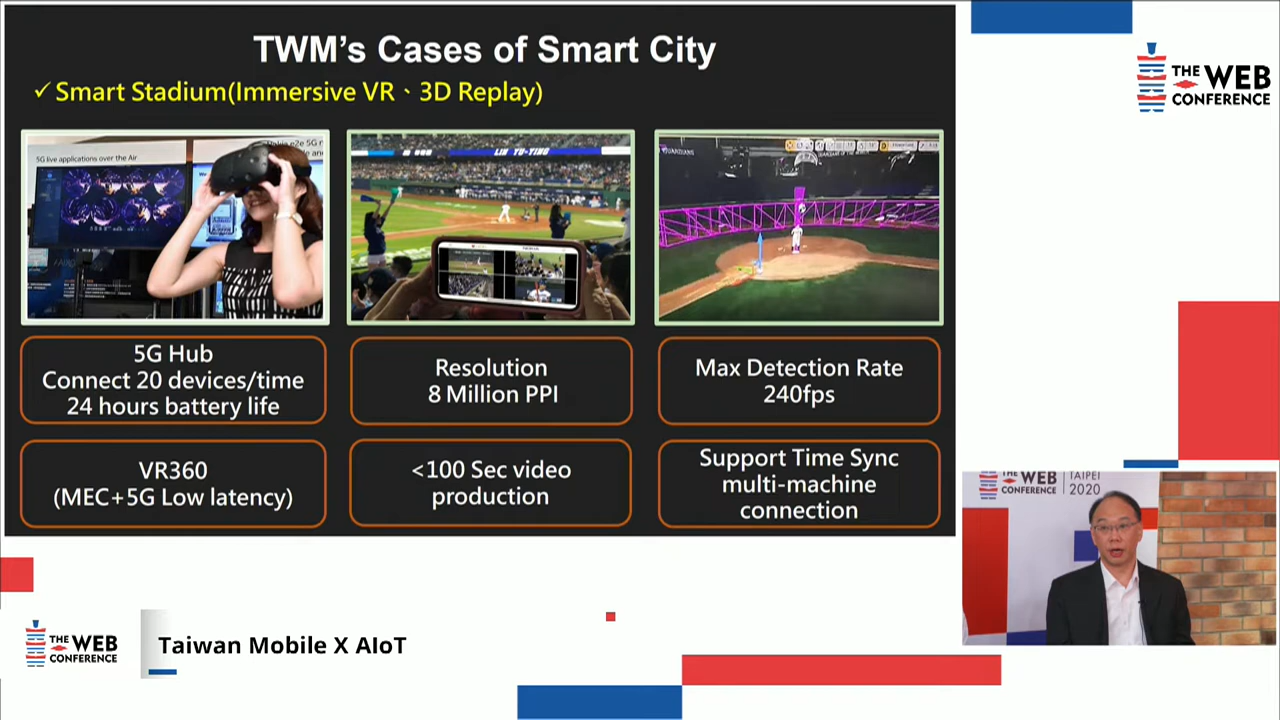 TWM's Cases of Smart City
✓ Smart Stadium(Immersive VR、3D Replay)
5G live applications over the Air
LIN YU-TING
5G Hub
Connect 20 devices/time
24 hours battery life
Resolution
8 Million PPI
Max Detection Rate
240fps
VR360
(MEC+5G Low latency)
<100 Sec video
production
Support Time Sync
multi-machine
connection
THE WEB
CONFERENCE
THE WEB
CONFERENCE
TAIPEI
2020
THE WEB
CONFERENCE
Taiwan Mobile X AIoT